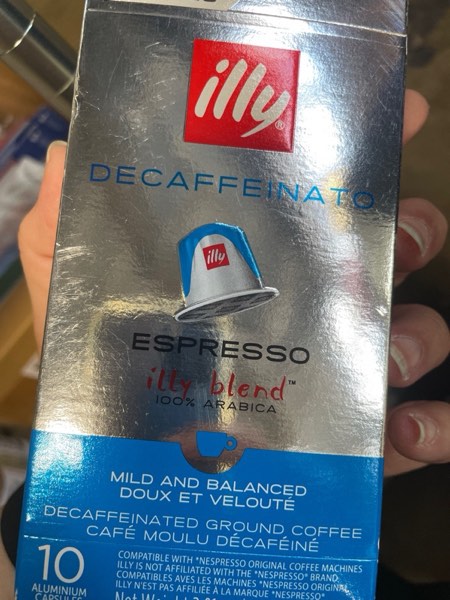 illy
DECAFFEINATO
illy
ESPRESSO
illy blend™
100% ARABICA
MILD AND BALANCED
DOUX ET VELOUTÉ
DECAFFEINATED GROUND COFFEE
CAFÉ MOULU DÉCAFÉINÉ
10
ALUMINIUM
CAPSULES
COMPATIBLE WITH *NESPRESSO ORIGINAL COFFEE MACHINES
ILLY IS NOT AFFILIATED WITH THE "NESPRESSO" BRAND
COMPATIBLES AVEC LES MACHINES *NESPRESSO ORIGINAL
ILLY N'EST PAS AFFILIÉE À LA MARQUE "NESPRESSO"
Net